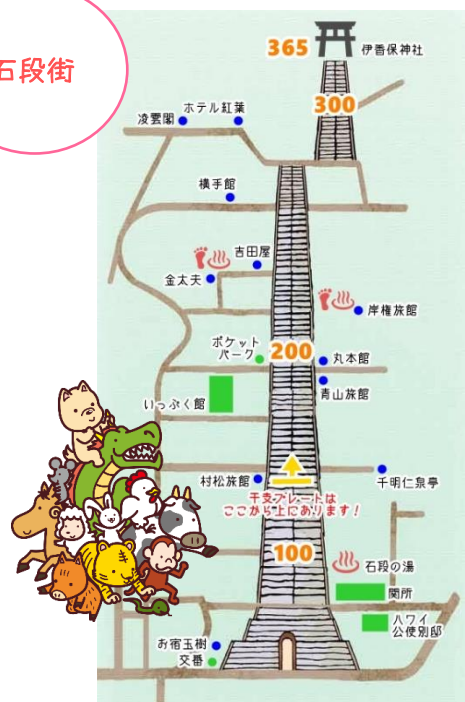 石段街
365
伊香保神社
300
ホテル紅葉
凌雲閣
横手館
吉田屋
金太夫
岸権旅館
ポケット
パーク
200
丸本館
青山旅館
いっぷく館
村松旅館
千明仁泉亭
干支プレートは
ここから上にあります!
100
石段の湯
関所
ハワイ
公使別邸
お宿玉樹
交番